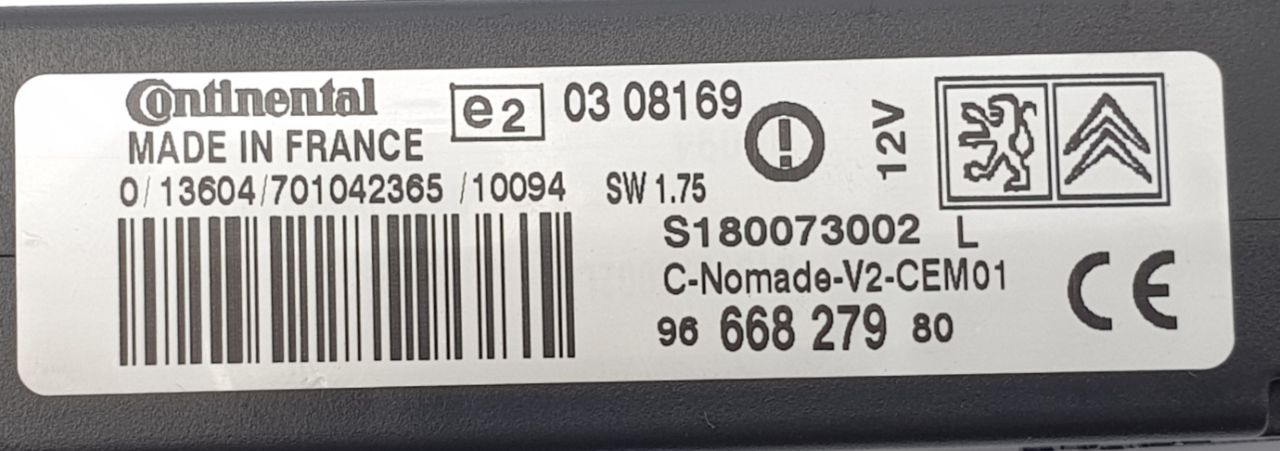 Continental
MADE IN FRANCE
e2 03 08169
12V
0/13604/701042365 /10094 SW 1.75
S180073002 L
C-Nomade-V2-CEM01
96 668 279 80
CE